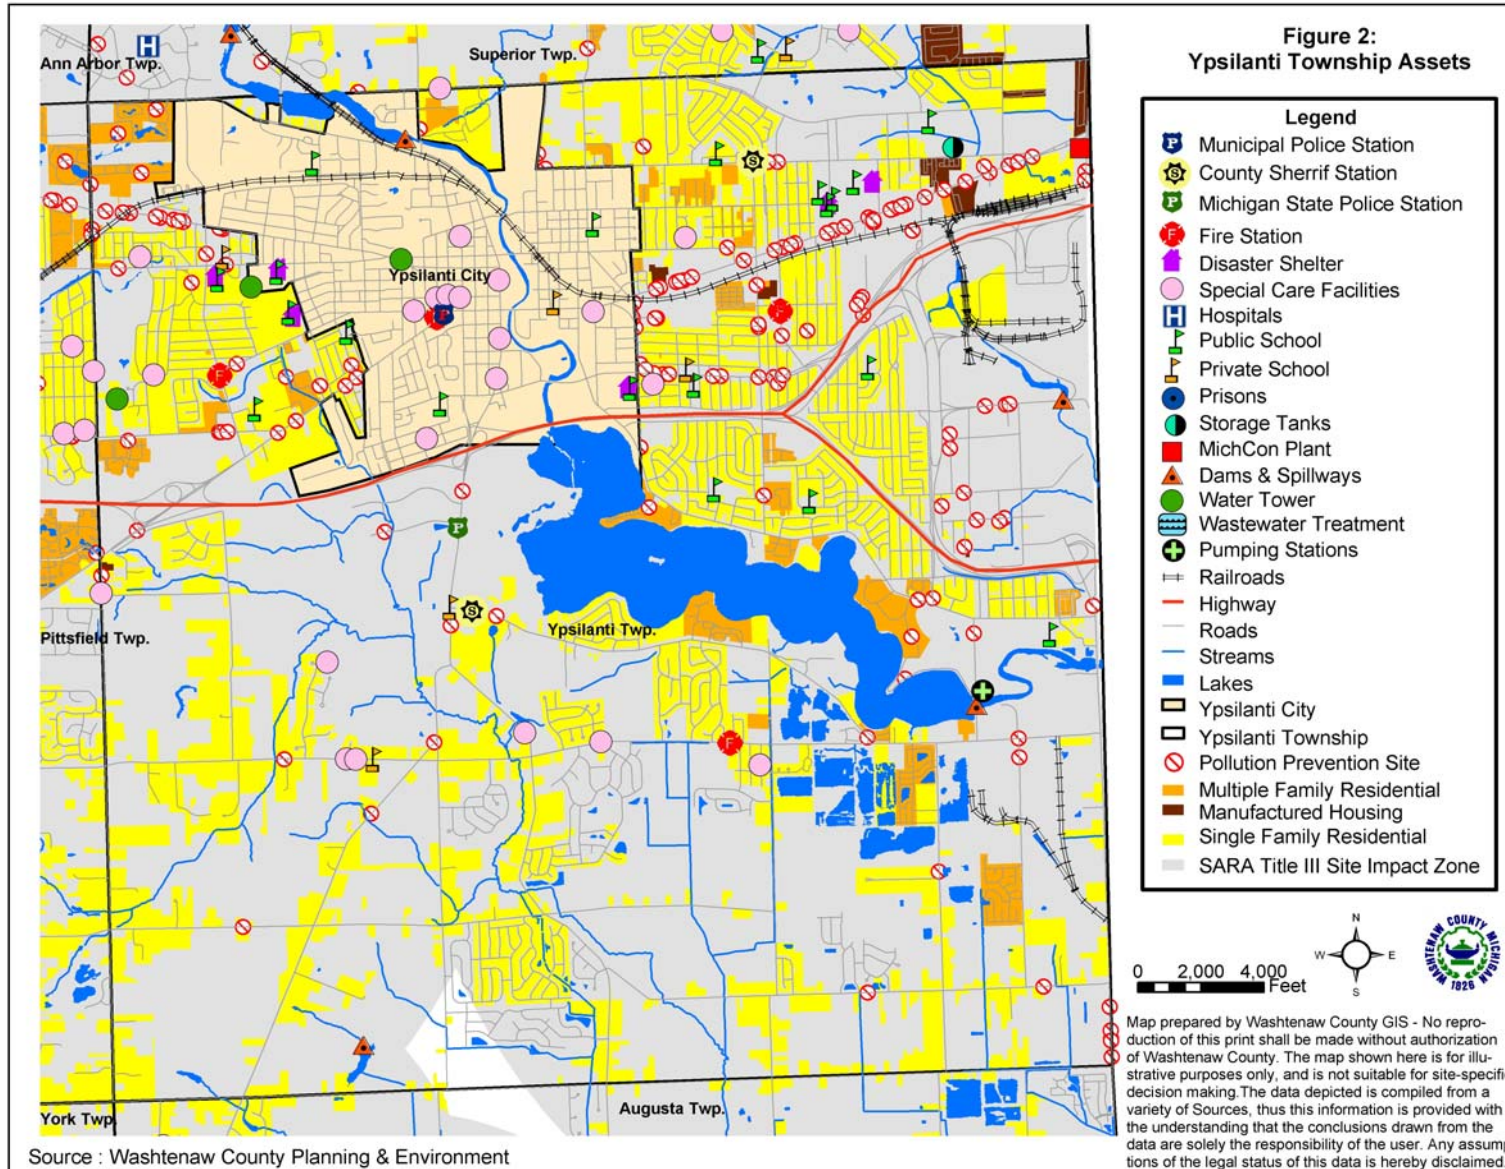 Figure 2:
Ypsilanti Township Assets
Legend
P Municipal Police Station
S County Sherrif Station
P Michigan State Police Station
F Fire Station
Disaster Shelter
Special Care Facilities
H Hospitals
Public School
Private School
Prisons
Storage Tanks
MichCon Plant
Dams & Spillways
Water Tower
Wastewater Treatment
Pumping Stations
Railroads
Highway
Roads
Streams
Lakes
Ypsilanti City
Ypsilanti Township
Pollution Prevention Site
Multiple Family Residential
Manufactured Housing
Single Family Residential
SARA Title III Site Impact Zone
H
Ann Arbor Twp.
Superior Twp.
S
Ypsilanti City
P
F
F
F
P
S
Pittsfield Twp.
Ypsilanti Twp.
F
York Twp.
Augusta Twp.
N
W E
S
WASHTENAW COUNTY MICHIGAN
1826
0 2,000 4,000
Feet
Map prepared by Washtenaw County GIS - No repro-
duction of this print shall be made without authorization
of Washtenaw County. The map shown here is for illu-
strative purposes only, and is not suitable for site-specifi
decision making.The data depicted is compiled from a
variety of Sources, thus this information is provided with
the understanding that the conclusions drawn from the
data are solely the responsibility of the user. Any assump
tions of the legal status of this data is hereby disclaimed
Source : Washtenaw County Planning & Environment